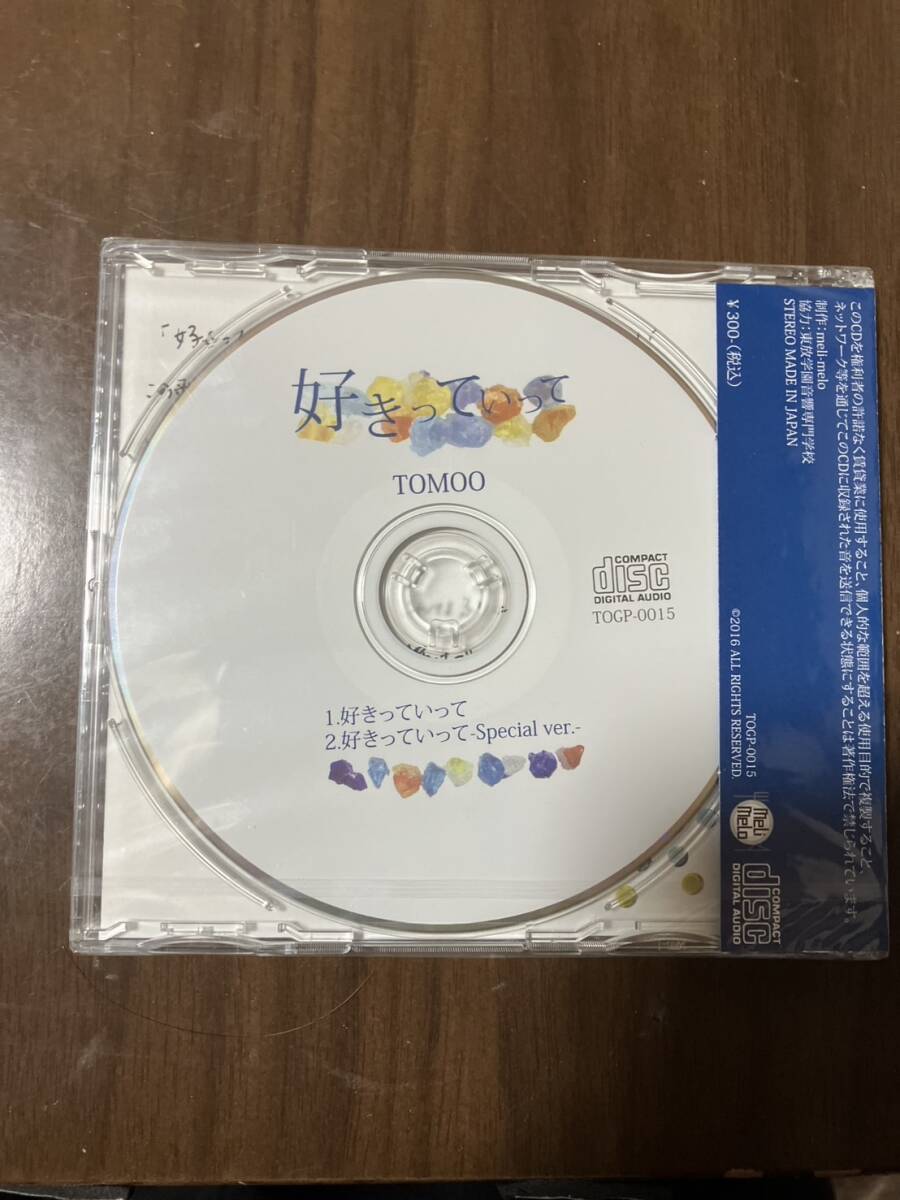 好きっていって
TOMOO
COMPACT
disc
DIGITAL AUDIO
TOGP-0015
1.好きっていって
2.好きっていって-Special ver.-
「好きっ
この
このCDを権利者の許諾なく賃貸業に使用すること、個人的な範囲を超える使用目的で複製すること、
ネットワーク等を通じてこのCDに収録された音を送信できる状態にすることは著作権法で禁じられています。
制作：meli-melo
協力：東放学園音響専門学校
STEREO MADE IN JAPAN
¥300-(税込)
©2016 ALL RIGHTS RESERVED.
TOGP-0015
Meli
Melo
COMPACT
disc
DIGITAL AUDIO